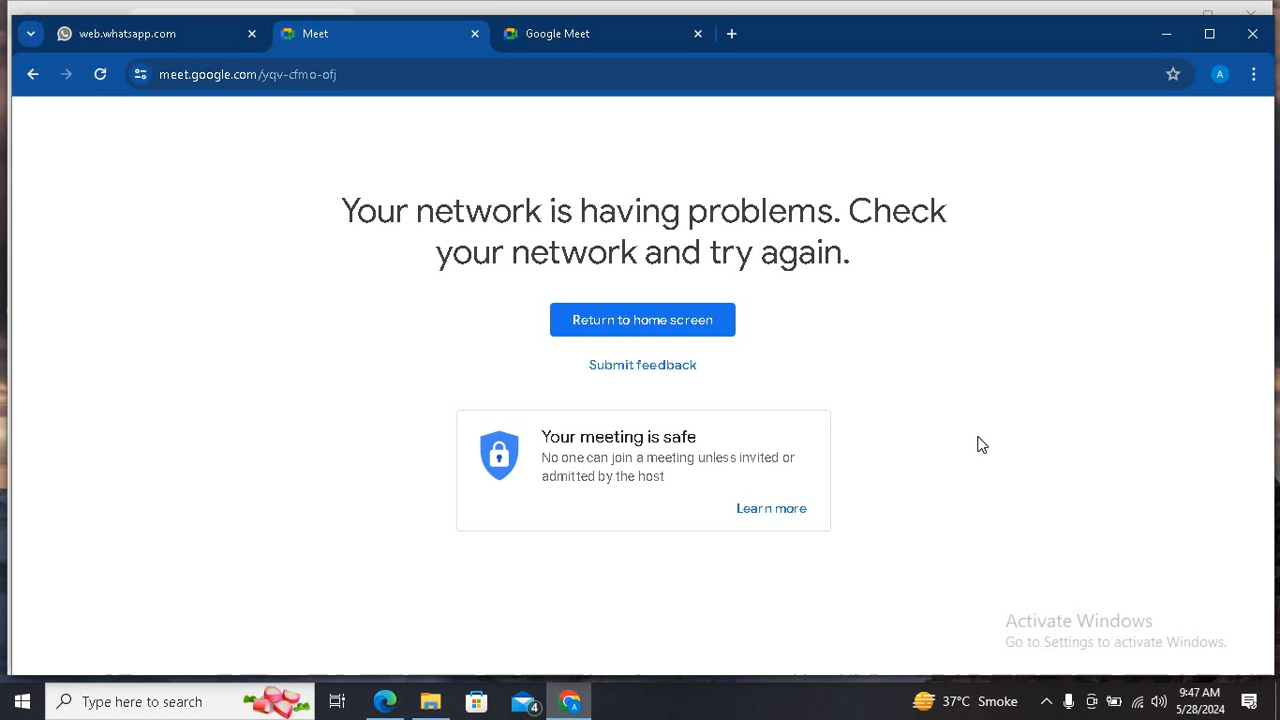 web.whatsapp.com
Meet
Google Meet
meet.google.com/yqv-cfmo-ofj
A
Your network is having problems. Check
your network and try again.
Return to home screen
Submit feedback
Your meeting is safe
No one can join a meeting unless invited or
admitted by the host
Learn more
Activate Windows
Go to Settings to activate Windows.
Type here to search
4
A
37°C Smoke
9:47 AM
5/28/2024